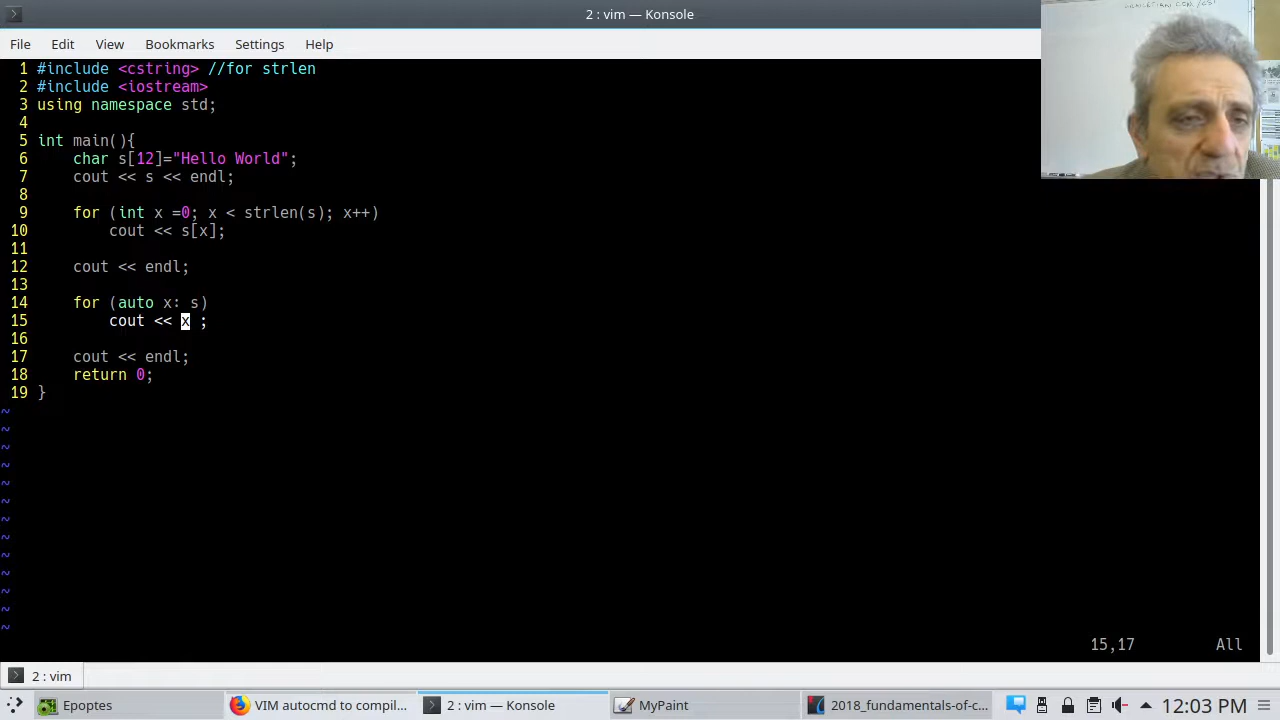 2 : vim — Konsole
File Edit View Bookmarks Settings Help
1 #include <cstring> //for strlen
2 #include <iostream>
3 using namespace std;
4
5 int main(){
6     char s[12]="Hello World";
7     cout << s << endl;
8
9     for (int x =0; x < strlen(s); x++)
10         cout << s[x];
11
12     cout << endl;
13
14     for (auto x: s)
15         cout << x ;
16
17     cout << endl;
18     return 0;
19 }
~
~
~
~
~
~
~
~
~
~
~
~
~
15,17 All
2 : vim
Epoptes
VIM autocmd to compil...
2 : vim — Konsole
MyPaint
2018_fundamentals-of-c...
12:03 PM